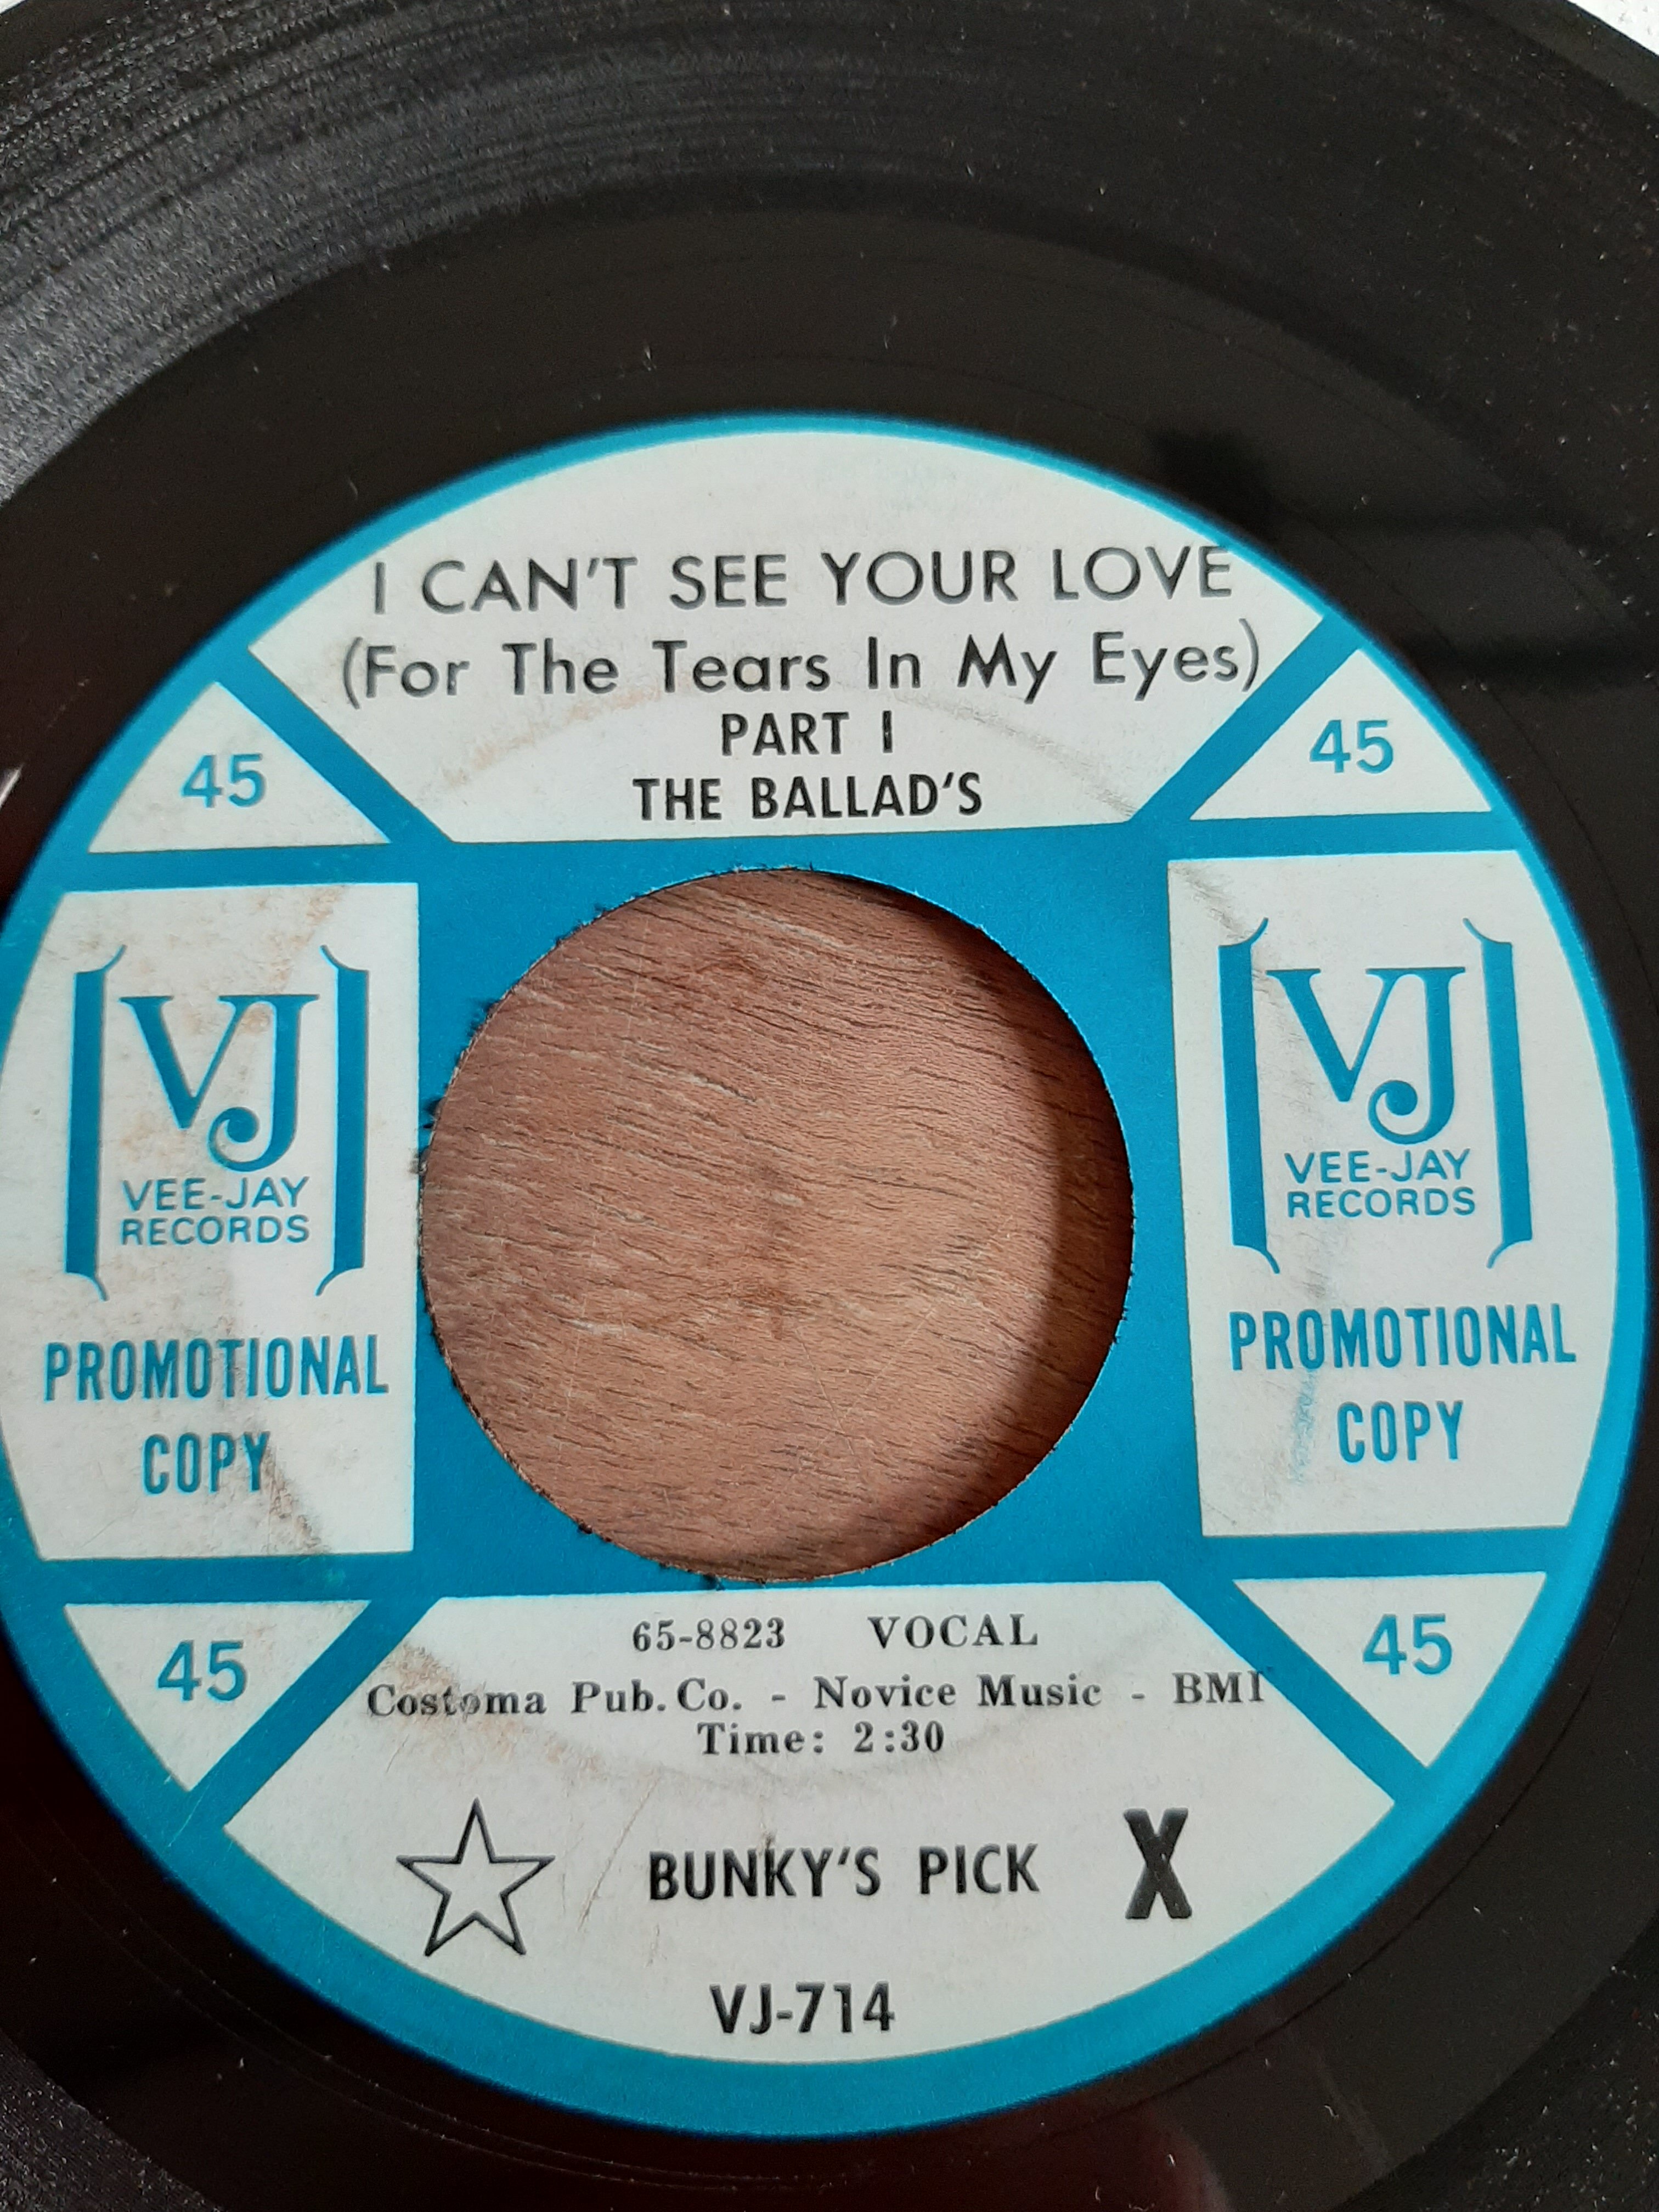 I CAN'T SEE YOUR LOVE
(For The Tears In My Eyes)
PART I
THE BALLAD'S
45
45
VJ
VEE-JAY
RECORDS
PROMOTIONAL
COPY
VJ
VEE-JAY
RECORDS
PROMOTIONAL
COPY
45
45
65-8823 VOCAL
Costoma Pub. Co. - Novice Music - BMI
Time: 2:30
BUNKY'S PICK X
VJ-714